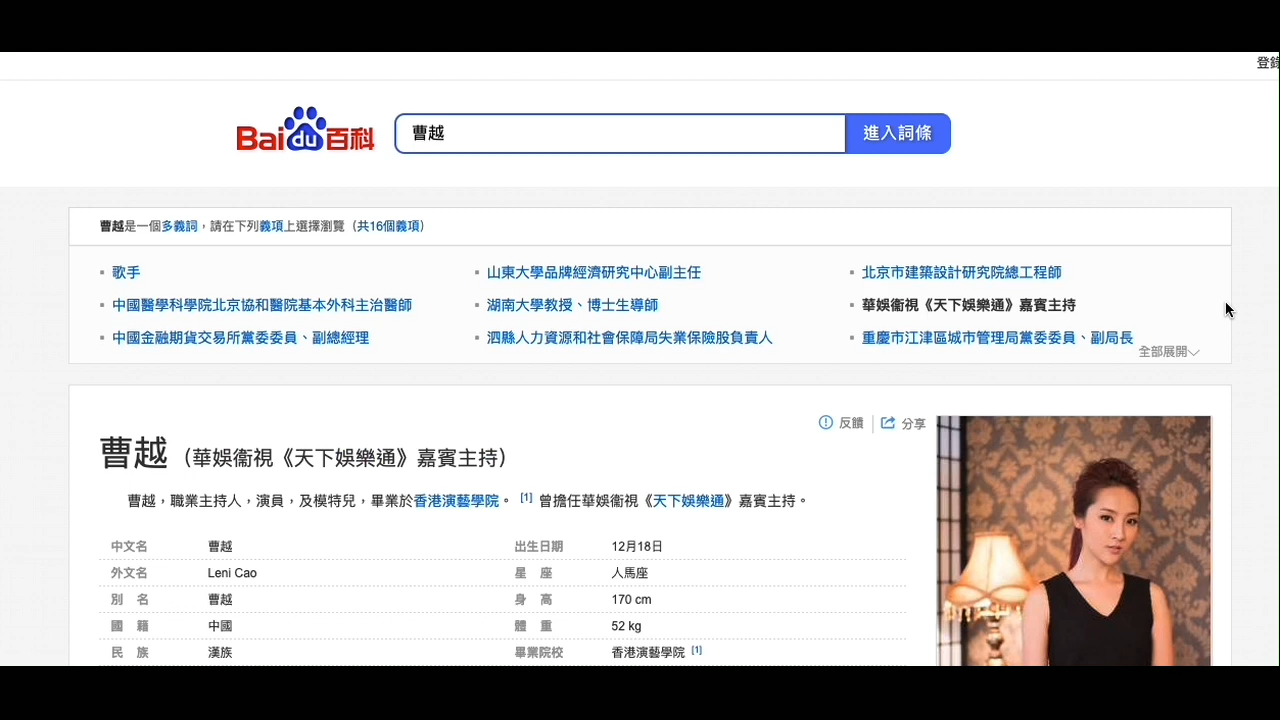 登錄
Bai du 百科
曹越
進入詞條
曹越是一個多義詞，請在下列義項上選擇瀏覽（共16個義項）
歌手
山東大學品牌經濟研究中心副主任
北京市建築設計研究院總工程師
中國醫學科學院北京協和醫院基本外科主治醫師
湖南大學教授、博士生導師
華娛衞視《天下娛樂通》嘉賓主持
中國金融期貨交易所黨委委員、副總經理
泗縣人力資源和社會保障局失業保險股負責人
重慶市江津區城市管理局黨委委員、副局長
全部展開
反饋
分享
曹越（華娛衞視《天下娛樂通》嘉賓主持）
曹越，職業主持人，演員，及模特兒，畢業於香港演藝學院。 [1] 曾擔任華娛衞視《天下娛樂通》嘉賓主持。
中文名 曹越 出生日期 12月18日
外文名 Leni Cao 星 座 人馬座
別 名 曹越 身 高 170 cm
國 籍 中國 體 重 52 kg
民 族 漢族 畢業院校 香港演藝學院 [1]